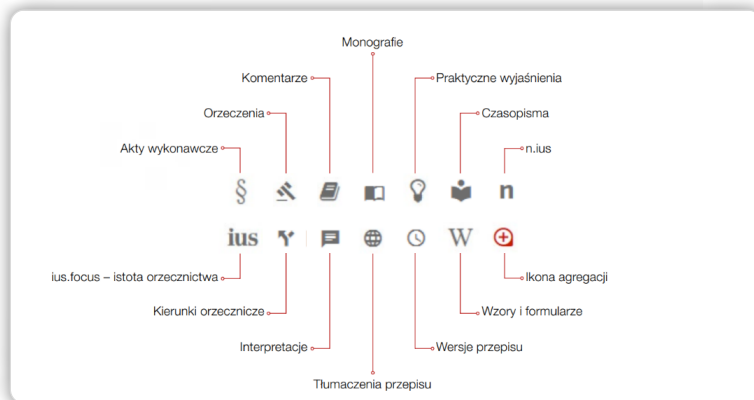 Monografie
Komentarze
Praktyczne wyjaśnienia
Orzeczenia
Czasopisma
Akty wykonawcze
n.ius
§
n
ius
W
ius.focus – istota orzecznictwa
Ikona agregacji
Kierunki orzecznicze
Wzory i formularze
Interpretacje
Wersje przepisu
Tłumaczenia przepisu